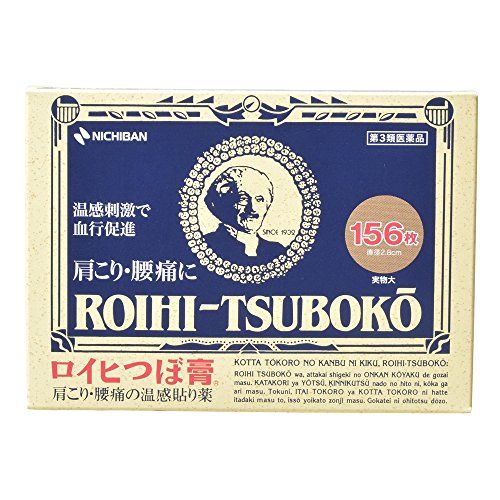 NICHIBAN
第3類医薬品
温感刺激で
血行促進
SINCE 1932
156枚
直径2.8cm
実物大
肩こり・腰痛に
ROIHI-TSUBOKŌ
ロイヒつぼ膏®
肩こり・腰痛の温感貼り薬
KOTTA TOKORO NO KANBU NI KIKU, ROIHI-TSUBOKŌ:
ROIHI TSUBOKŌ wa, attakai shigeki no ONKAN KŌYAKU de gozai
masu. KATAKORI ya YŌTSŪ, KINNIKUTSŪ nado no hito ni, kōka ga
ari masu. Tokuni, ITAI TOKORO ya KOTTA TOKORO ni hatte
itadaki masu to, issō yoikato zonji masu. Gokatei ni ohitotsu dōzo.